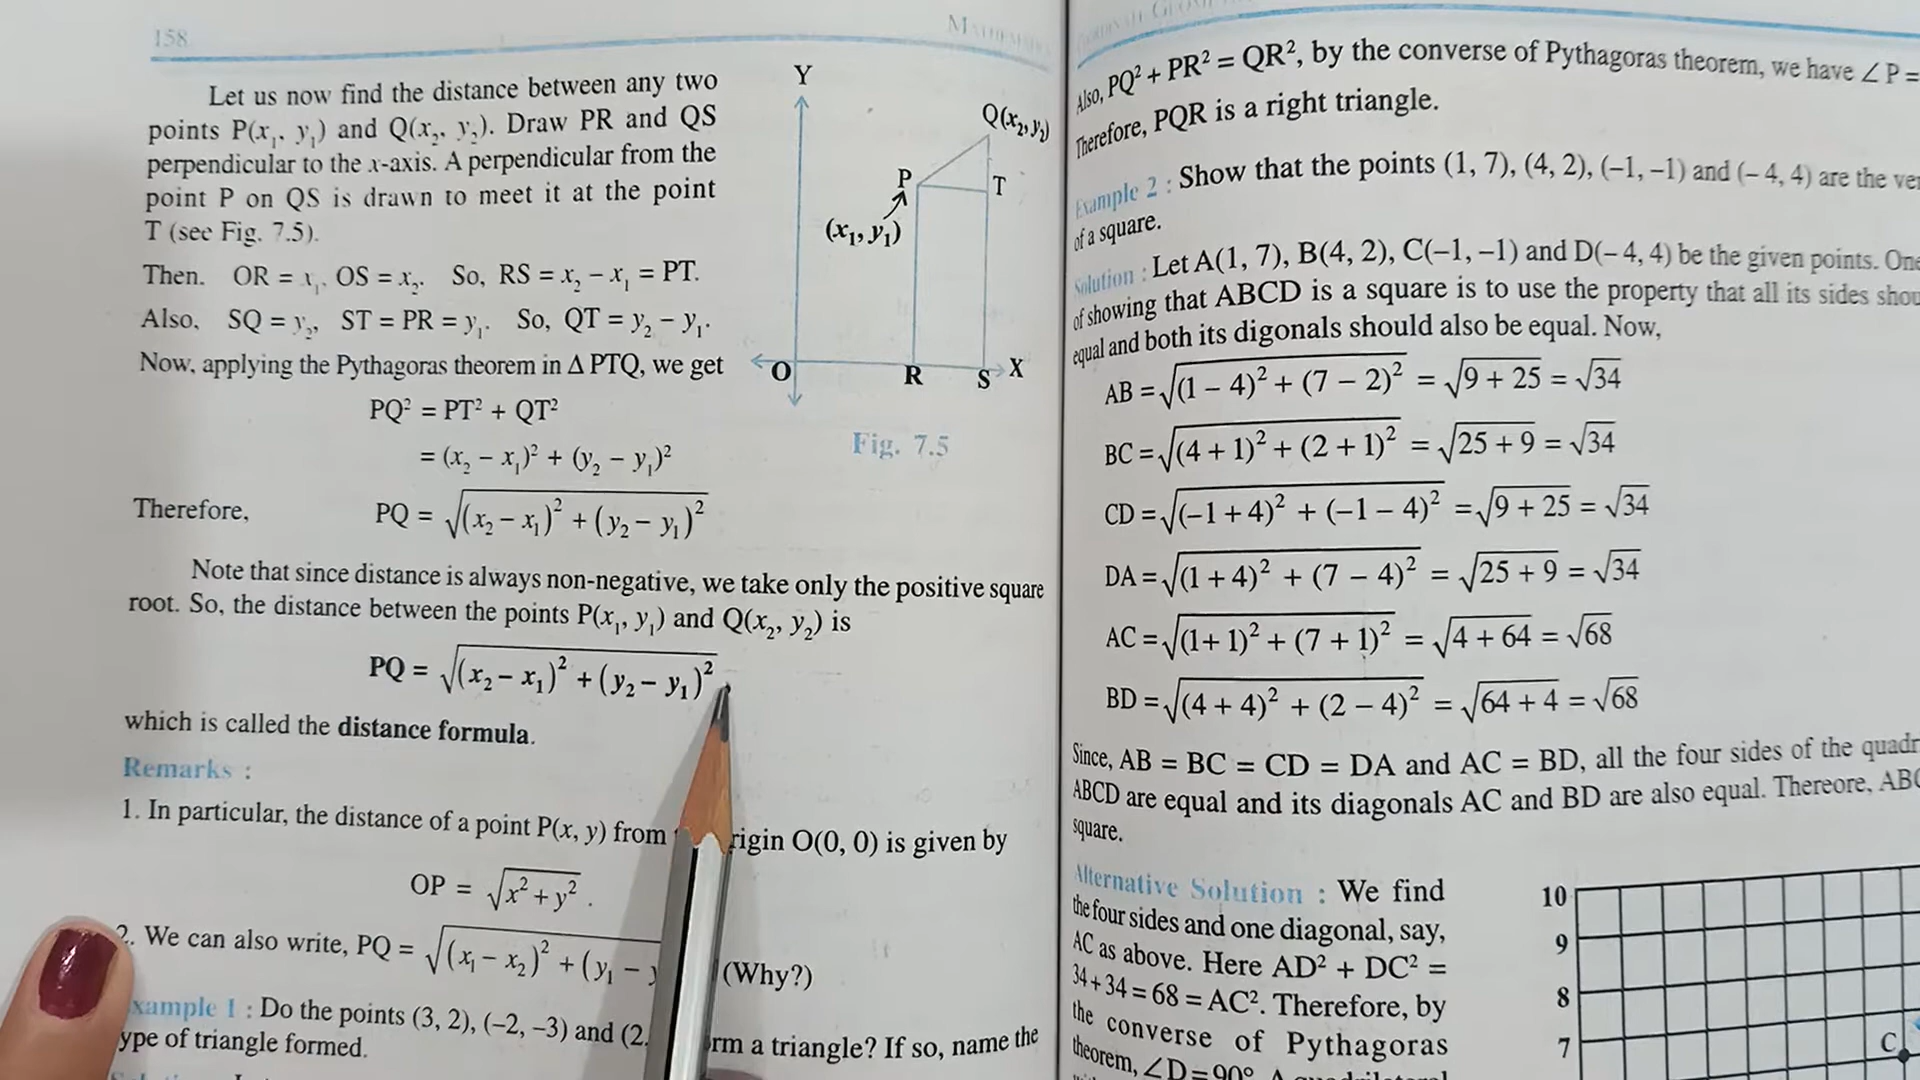 158
Let us now find the distance between any two
points P(x₁, y₁) and Q(x₂, y₂). Draw PR and QS
perpendicular to the x-axis. A perpendicular from the
point P on QS is drawn to meet it at the point
T (see Fig. 7.5).
Then, OR = x₁, OS = x₂. So, RS = x₂ – x₁ = PT.
Also, SQ = y₂, ST = PR = y₁. So, QT = y₂ – y₁.
Now, applying the Pythagoras theorem in Δ PTQ, we get
PQ² = PT² + QT²
= (x₂ – x₁)² + (y₂ – y₁)²
Therefore, PQ = √(x₂ – x₁)² + (y₂ – y₁)²
Y
Q(x₂, y₂)
P
T
(x₁, y₁)
O
R
S
X
Fig. 7.5
Note that since distance is always non-negative, we take only the positive square
root. So, the distance between the points P(x₁, y₁) and Q(x₂, y₂) is
PQ = √(x₂ – x₁)² + (y₂ – y₁)²
which is called the distance formula.
Remarks :
1. In particular, the distance of a point P(x, y) from rigin O(0, 0) is given by
OP = √x² + y² .
2. We can also write, PQ = √(x₁ – x₂)² + (y₁ – (Why?)
xample 1 : Do the points (3, 2), (–2, –3) and (2, rm a triangle? If so, name the
ype of triangle formed.
Also, PQ² + PR² = QR², by the converse of Pythagoras theorem, we have ∠ P =
Therefore, PQR is a right triangle.
Example 2 : Show that the points (1, 7), (4, 2), (–1, –1) and (– 4, 4) are the
of a square.
Solution : Let A(1, 7), B(4, 2), C(–1, –1) and D(– 4, 4) be the given points. One
of showing that ABCD is a square is to use the property that all its sides
equal and both its digonals should also be equal. Now,
AB = √(1 – 4)² + (7 – 2)² = √9 + 25 = √34
BC = √(4 + 1)² + (2 + 1)² = √25 + 9 = √34
CD = √(–1 + 4)² + (–1 – 4)² = √9 + 25 = √34
DA = √(1 + 4)² + (7 – 4)² = √25 + 9 = √34
AC = √(1 + 1)² + (7 + 1)² = √4 + 64 = √68
BD = √(4 + 4)² + (2 – 4)² = √64 + 4 = √68
Since, AB = BC = CD = DA and AC = BD, all the four sides of the
ABCD are equal and its diagonals AC and BD are also equal. Thereore,
square.
Alternative Solution : We find
the four sides and one diagonal, say,
AC as above. Here AD² + DC² =
34 + 34 = 68 = AC². Therefore, by
the converse of Pythagoras
theorem, ∠D = 90°.
10
9
8
7
C